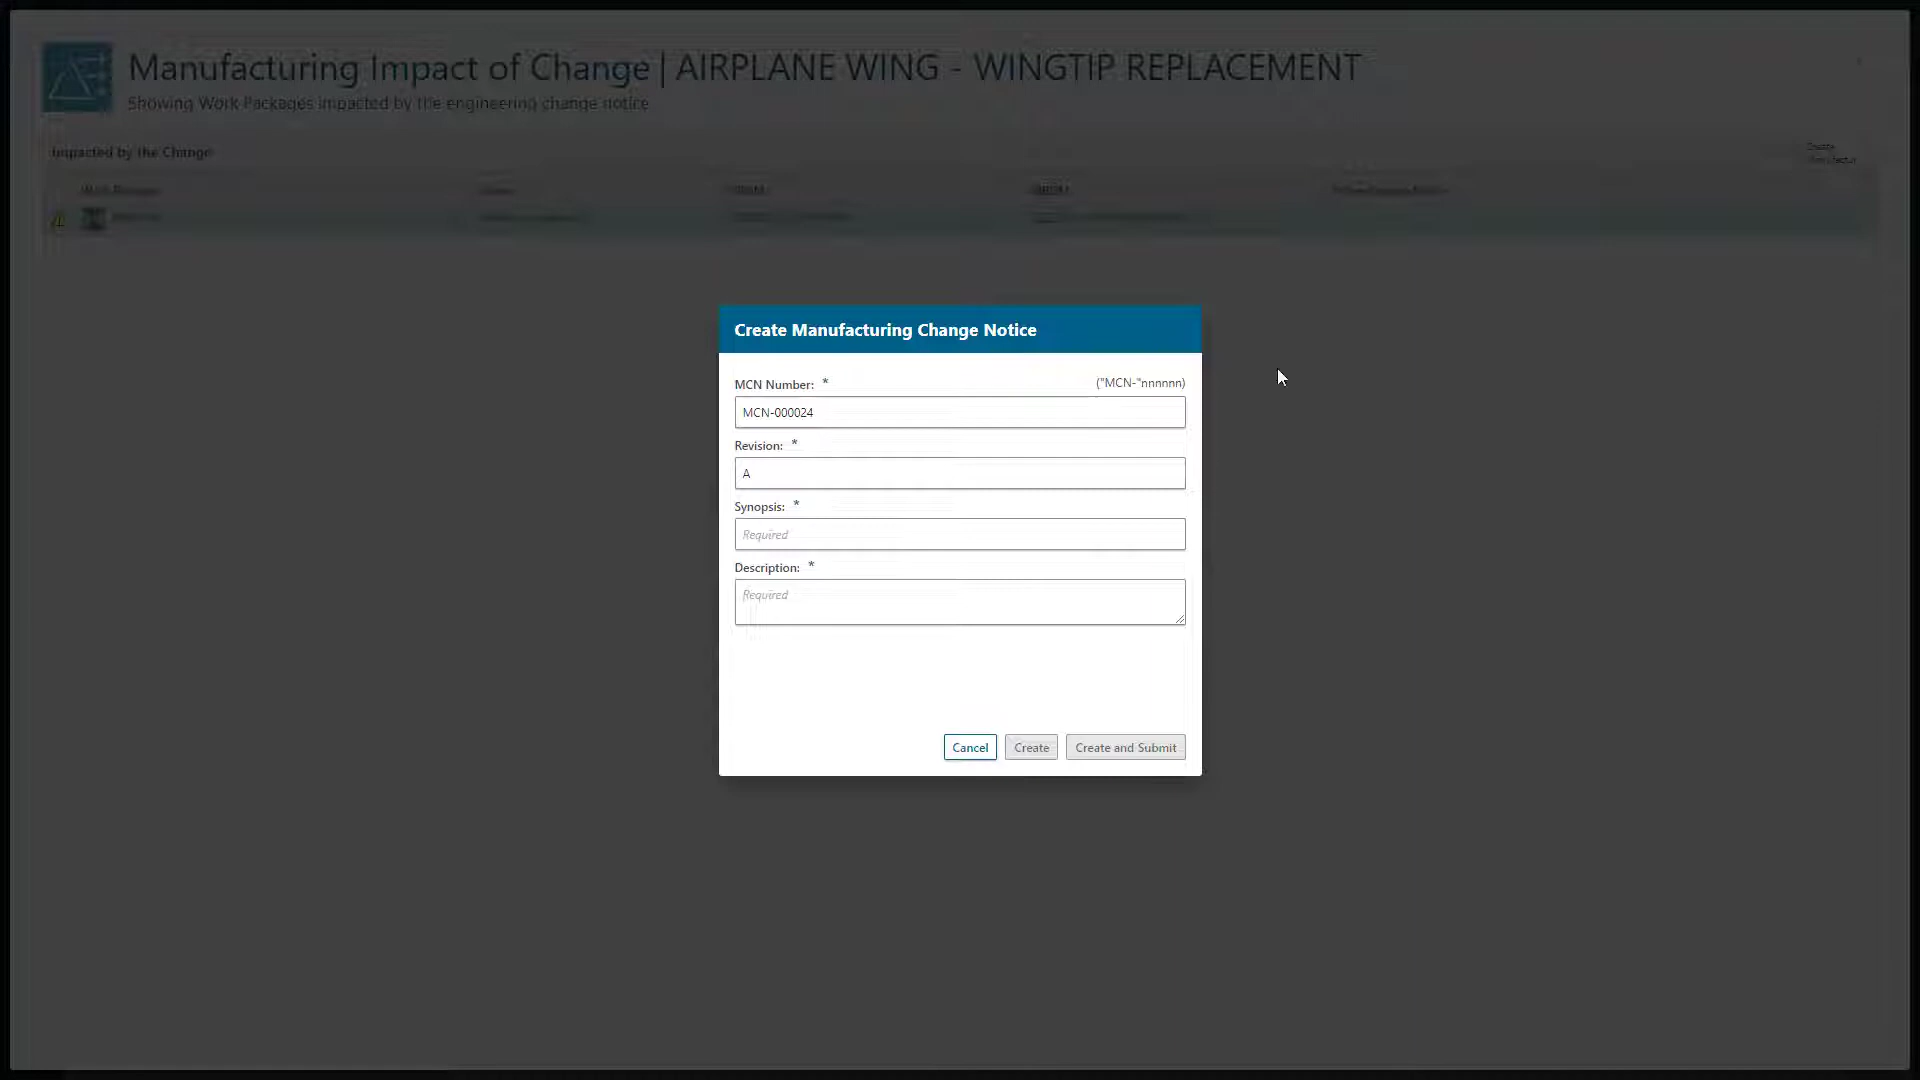 Manufacturing Impact of Change | AIRPLANE WING - WINGTIP REPLACEMENT
Showing Work Packages impacted by the engineering change notice
Impacted by the Change
Create
Create Manufacturing Change Notice
MCN Number: * ("MCN-"nnnnnn)
MCN-000024
Revision: *
A
Synopsis: *
Required
Description: *
Required
Cancel Create Create and Submit